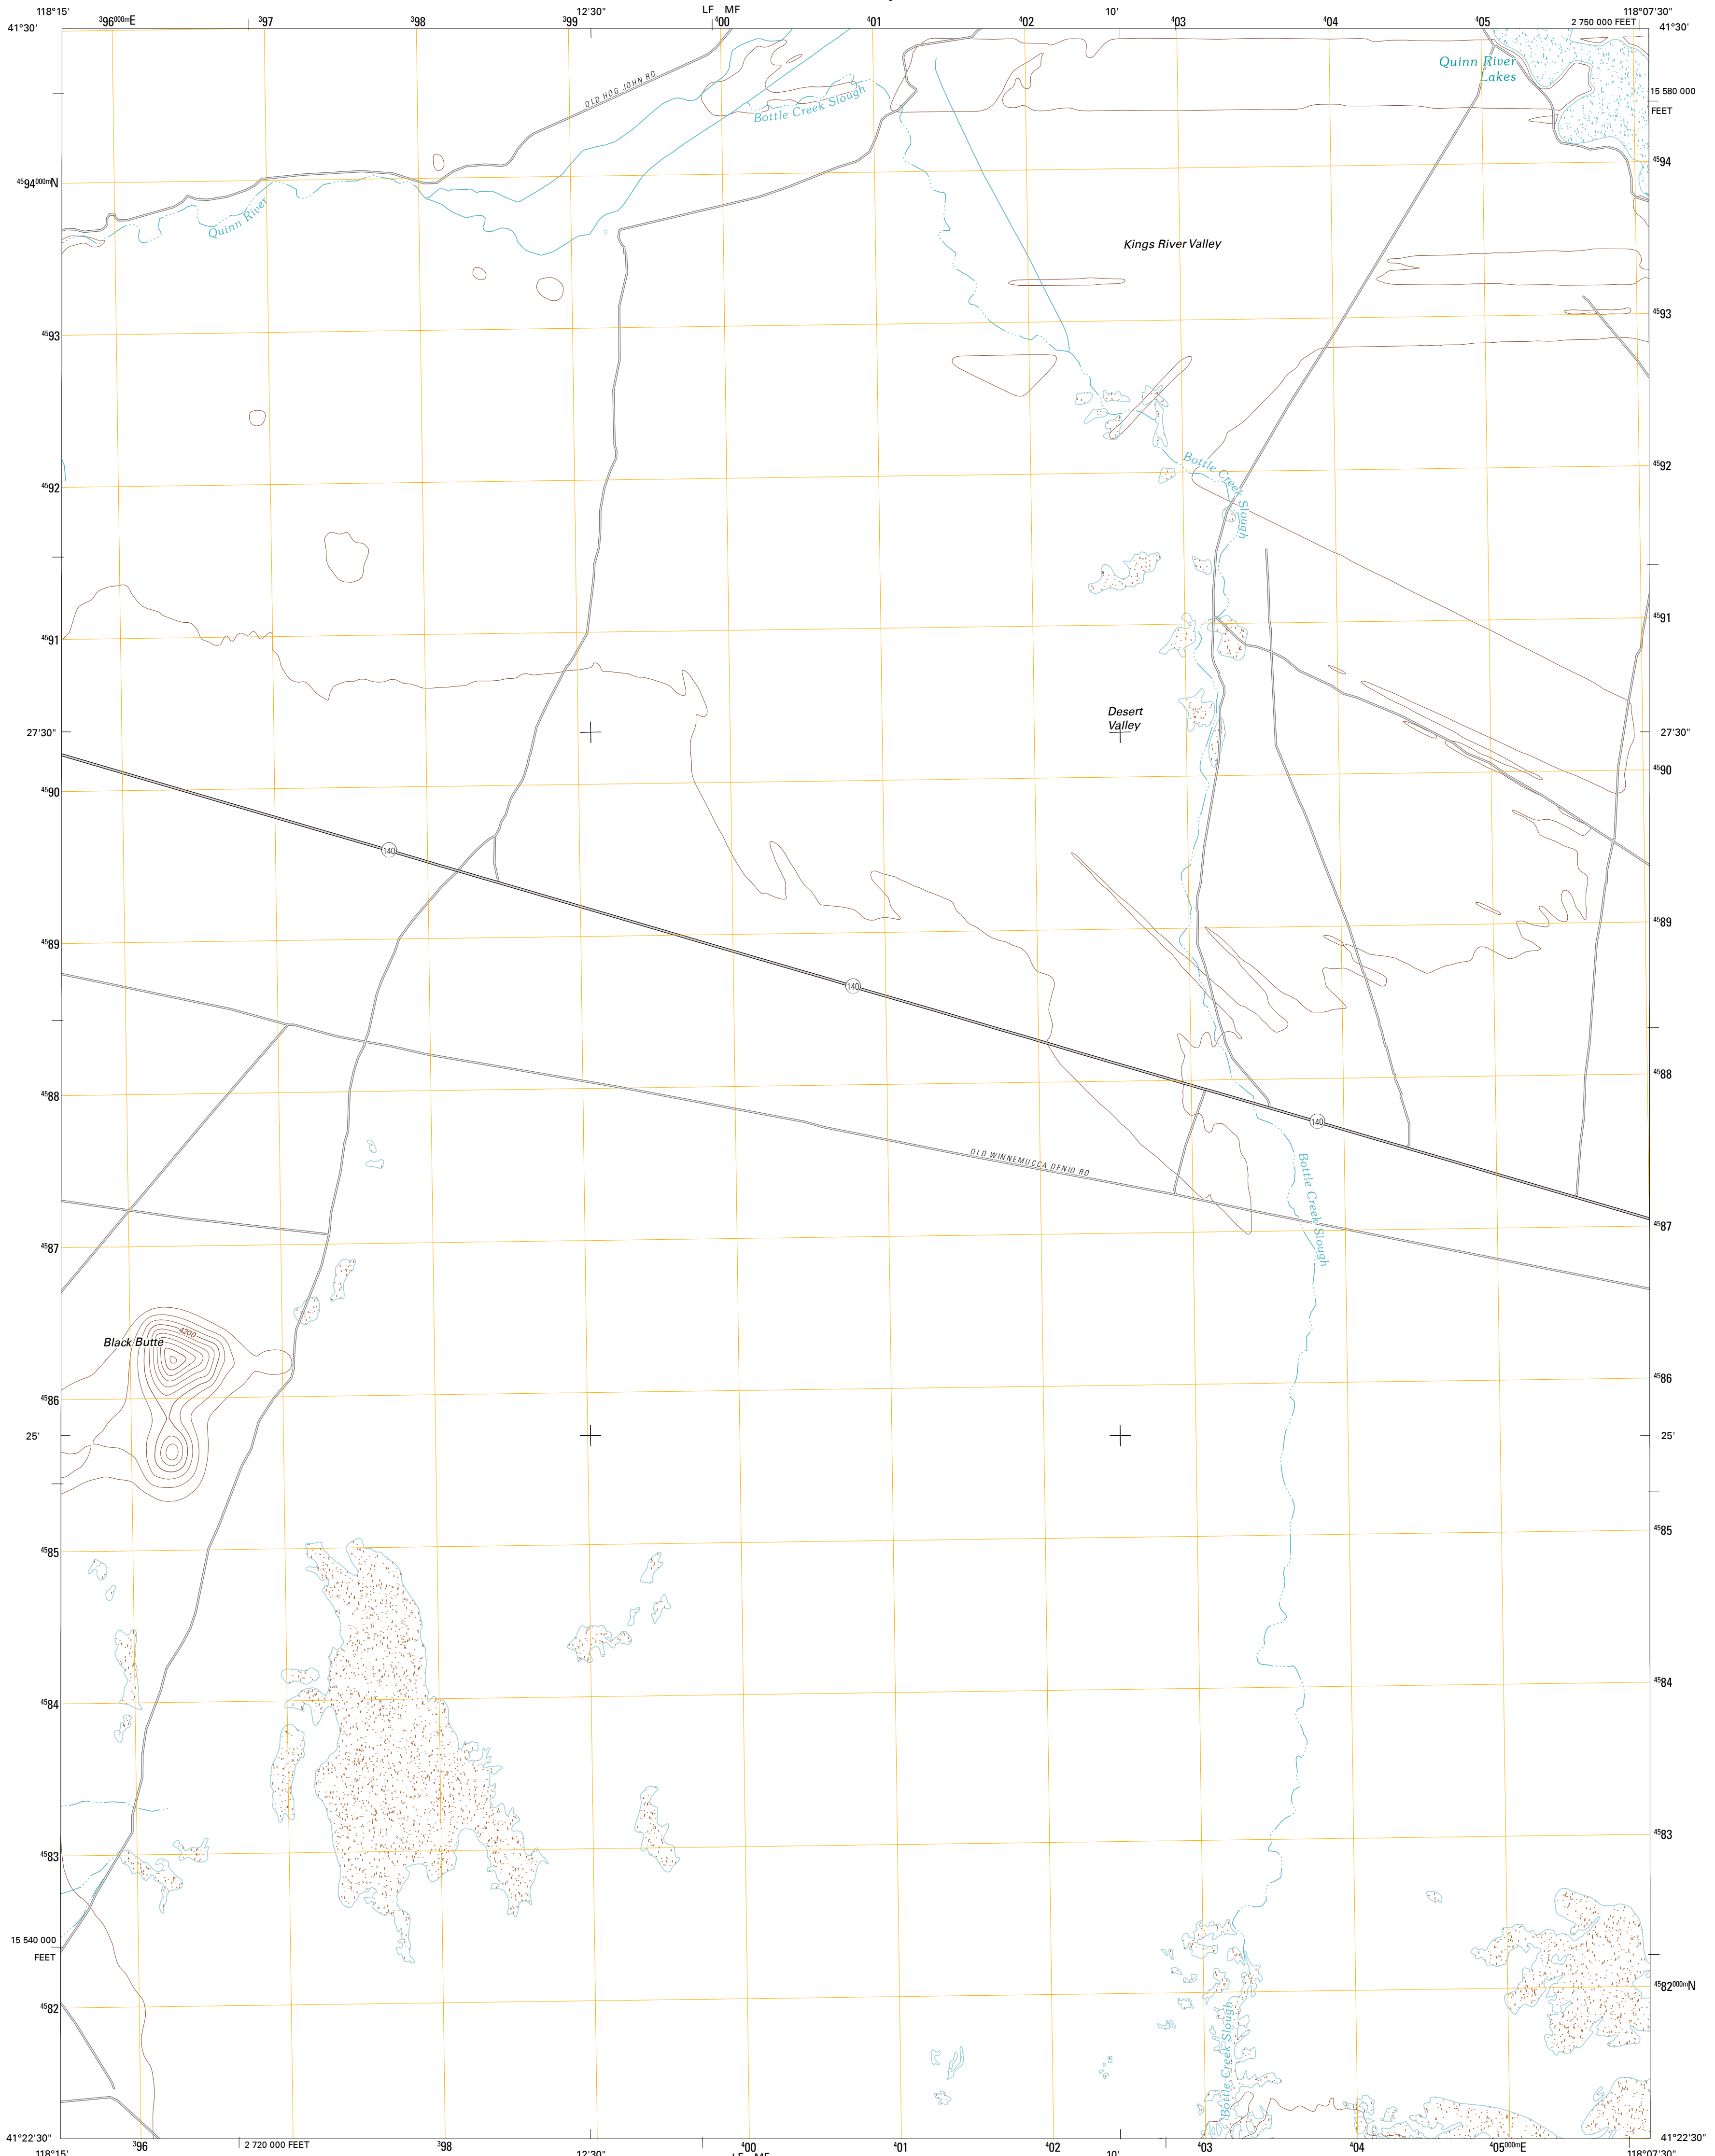 118°15' ³96⁰⁰⁰ᵐE ³97 ³98 12'30" ³99 LF MF ⁴00 ⁴01 ⁴02 10' ⁴03 ⁴04 ⁴05 2 750 000 FEET 118°07'30"
41°30' 41°30'
Quinn River
Lakes
OLD HOG JOHN RD
Bottle Creek Slough
15 580 000
FEET
⁴⁵94
⁴⁵94⁰⁰⁰ᵐN
Quinn River
Kings River Valley
⁴⁵93
⁴⁵93
Bottle Creek Slough
⁴⁵92
⁴⁵92
⁴⁵91
⁴⁵91
Desert
Valley
27'30" 27'30"
⁴⁵90
⁴⁵90
140
⁴⁵89
⁴⁵89
140
⁴⁵88
⁴⁵88
140
OLD WINNEMUCCA DENIO RD
Bottle Creek Slough
⁴⁵87
⁴⁵87
4200
Black Butte
⁴⁵86
⁴⁵86
25' 25'
⁴⁵85
⁴⁵85
⁴⁵84
⁴⁵84
⁴⁵83
⁴⁵83
15 540 000
FEET
⁴⁵82⁰⁰⁰ᵐN
⁴⁵82
Bottle Creek Slough
41°22'30" 41°22'30"
118°15' ³96 2 720 000 FEET ³98 12'30" ⁴00 ⁴01 ⁴02 10' ⁴03 ⁴04 ⁴05⁰⁰⁰ᵐE 118°07'30"
LF MF